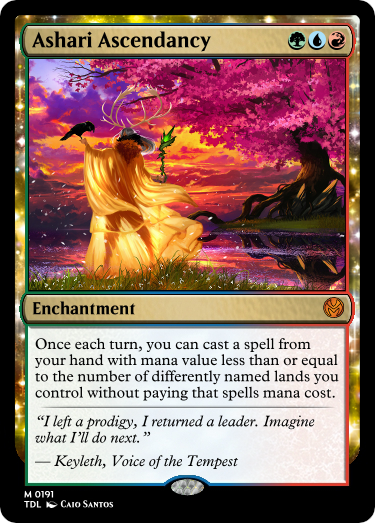 Ashari Ascendancy
Enchantment
Once each turn, you can cast a spell from
your hand with mana value less than or equal
to the number of differently named lands you
control without paying that spells mana cost.
“I left a prodigy, I returned a leader. Imagine
what I’ll do next.”
— Keyleth, Voice of the Tempest
M 0191
TDL Caio Santos